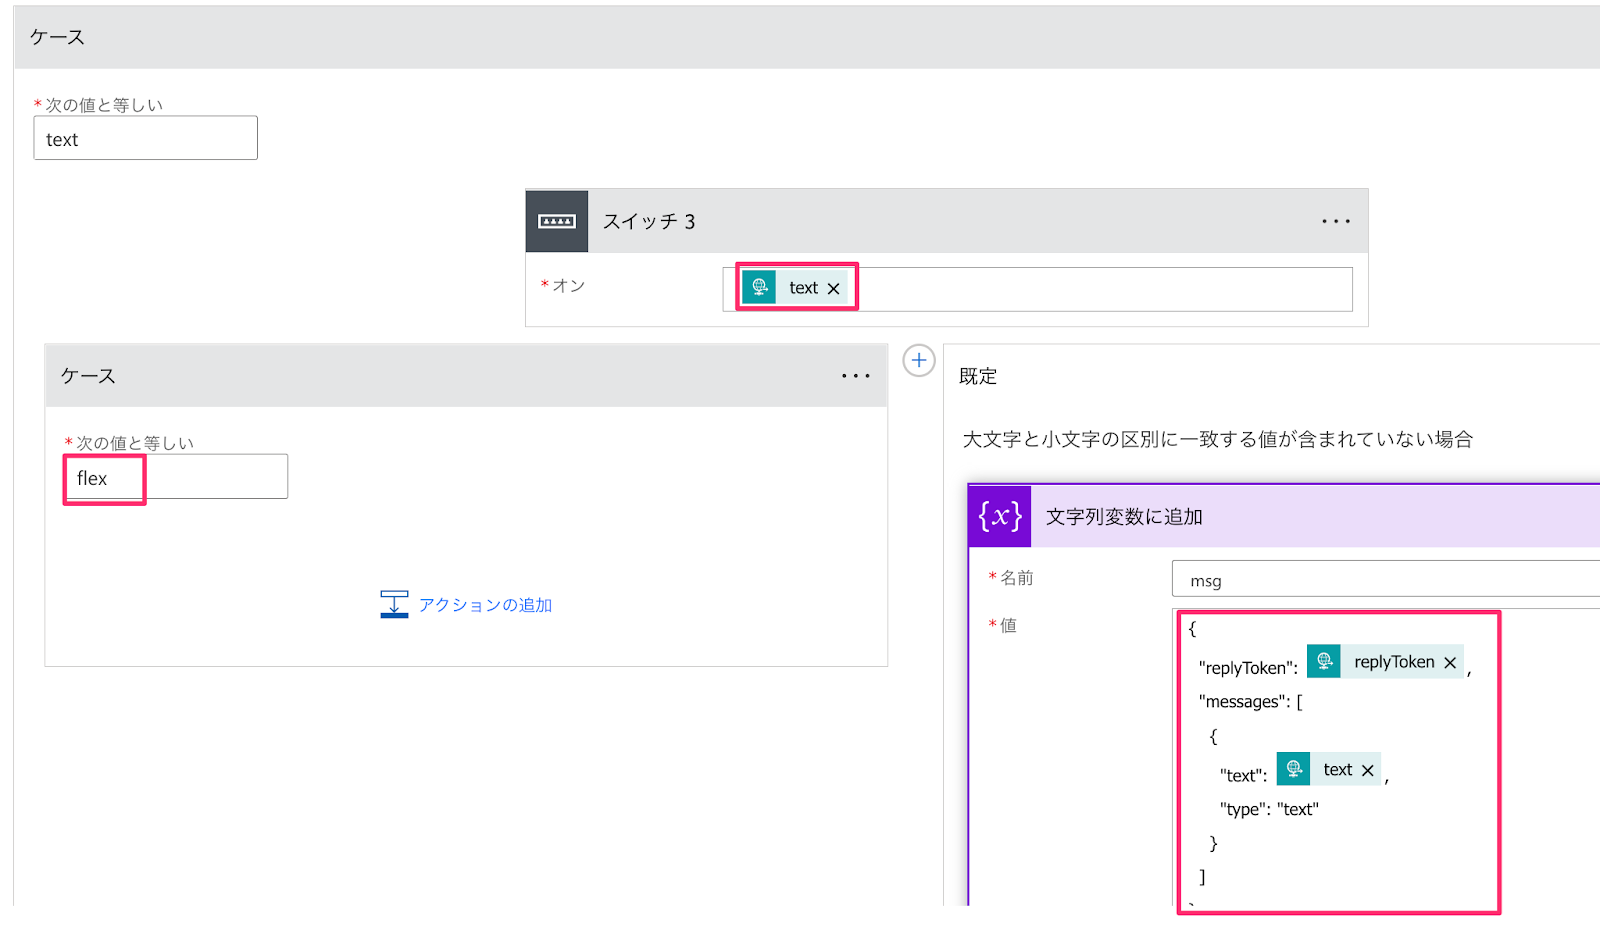 ケース
*次の値と等しい
text
スイッチ 3
*オン
text
ケース
*次の値と等しい
flex
アクションの追加
既定
大文字と小文字の区別に一致する値が含まれていない場合
{x} 文字列変数に追加
*名前
msg
*値
{
"replyToken": replyToken ,
"messages": [
{
"text": text ,
"type": "text"
}
]